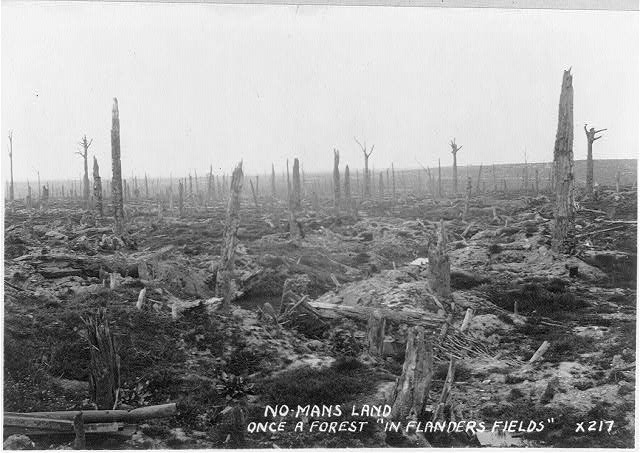 NO-MANS LAND
ONCE A FOREST "IN FLANDERS FIELDS" X217